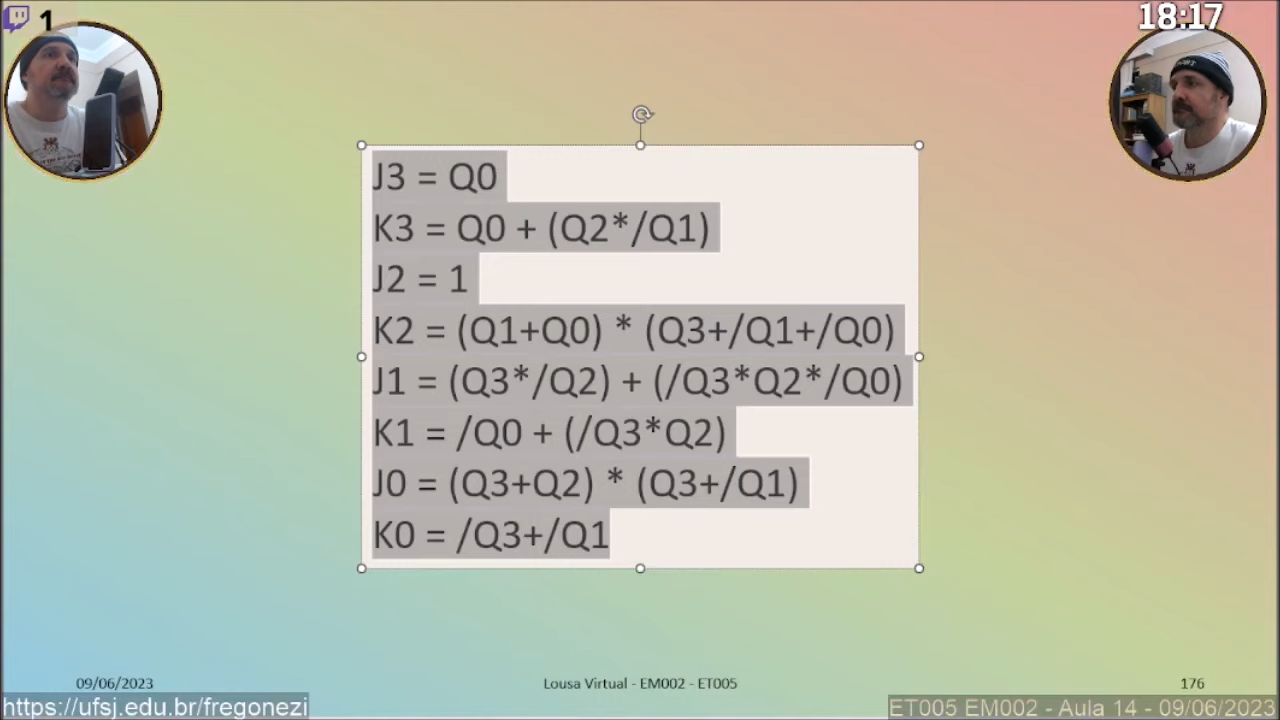 1
18:17
J3 = Q0
K3 = Q0 + (Q2*/Q1)
J2 = 1
K2 = (Q1+Q0) * (Q3+/Q1+/Q0)
J1 = (Q3*/Q2) + (/Q3*Q2*/Q0)
K1 = /Q0 + (/Q3*Q2)
J0 = (Q3+Q2) * (Q3+/Q1)
K0 = /Q3+/Q1
09/06/2023
Lousa Virtual - EM002 - ET005
176
https://ufsj.edu.br/fregonezi
ET005 EM002 - Aula 14 - 09/06/2023